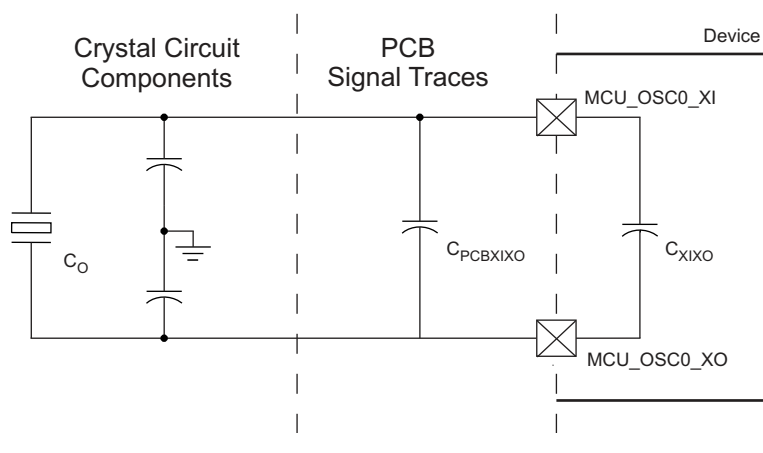 Crystal Circuit
Components
PCB
Signal Traces
Device
MCU_OSC0_XI
C_O
C_PCBXIXO
C_XIXO
MCU_OSC0_XO